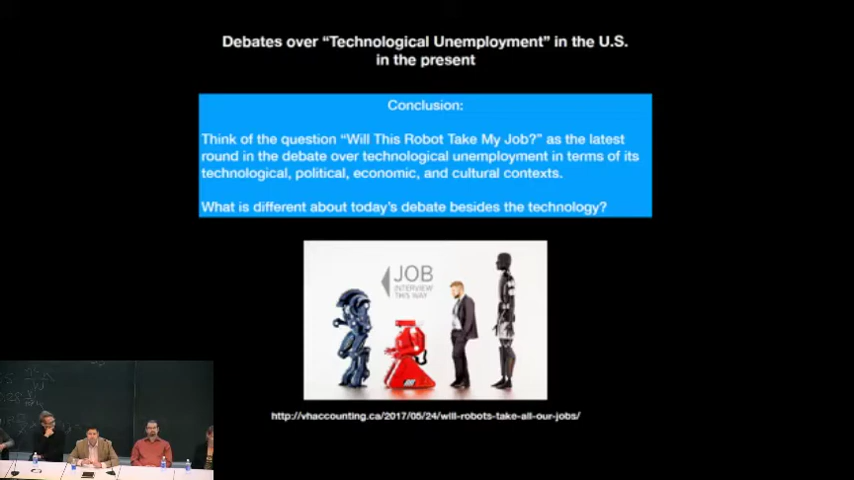 Debates over “Technological Unemployment” in the U.S.
in the present
Conclusion:
Think of the question “Will This Robot Take My Job?” as the latest
round in the debate over technological unemployment in terms of its
technological, political, economic, and cultural contexts.
What is different about today’s debate besides the technology?
JOB
INTERVIEW
THIS WAY
http://vhaccounting.ca/2017/05/24/will-robots-take-all-our-jobs/